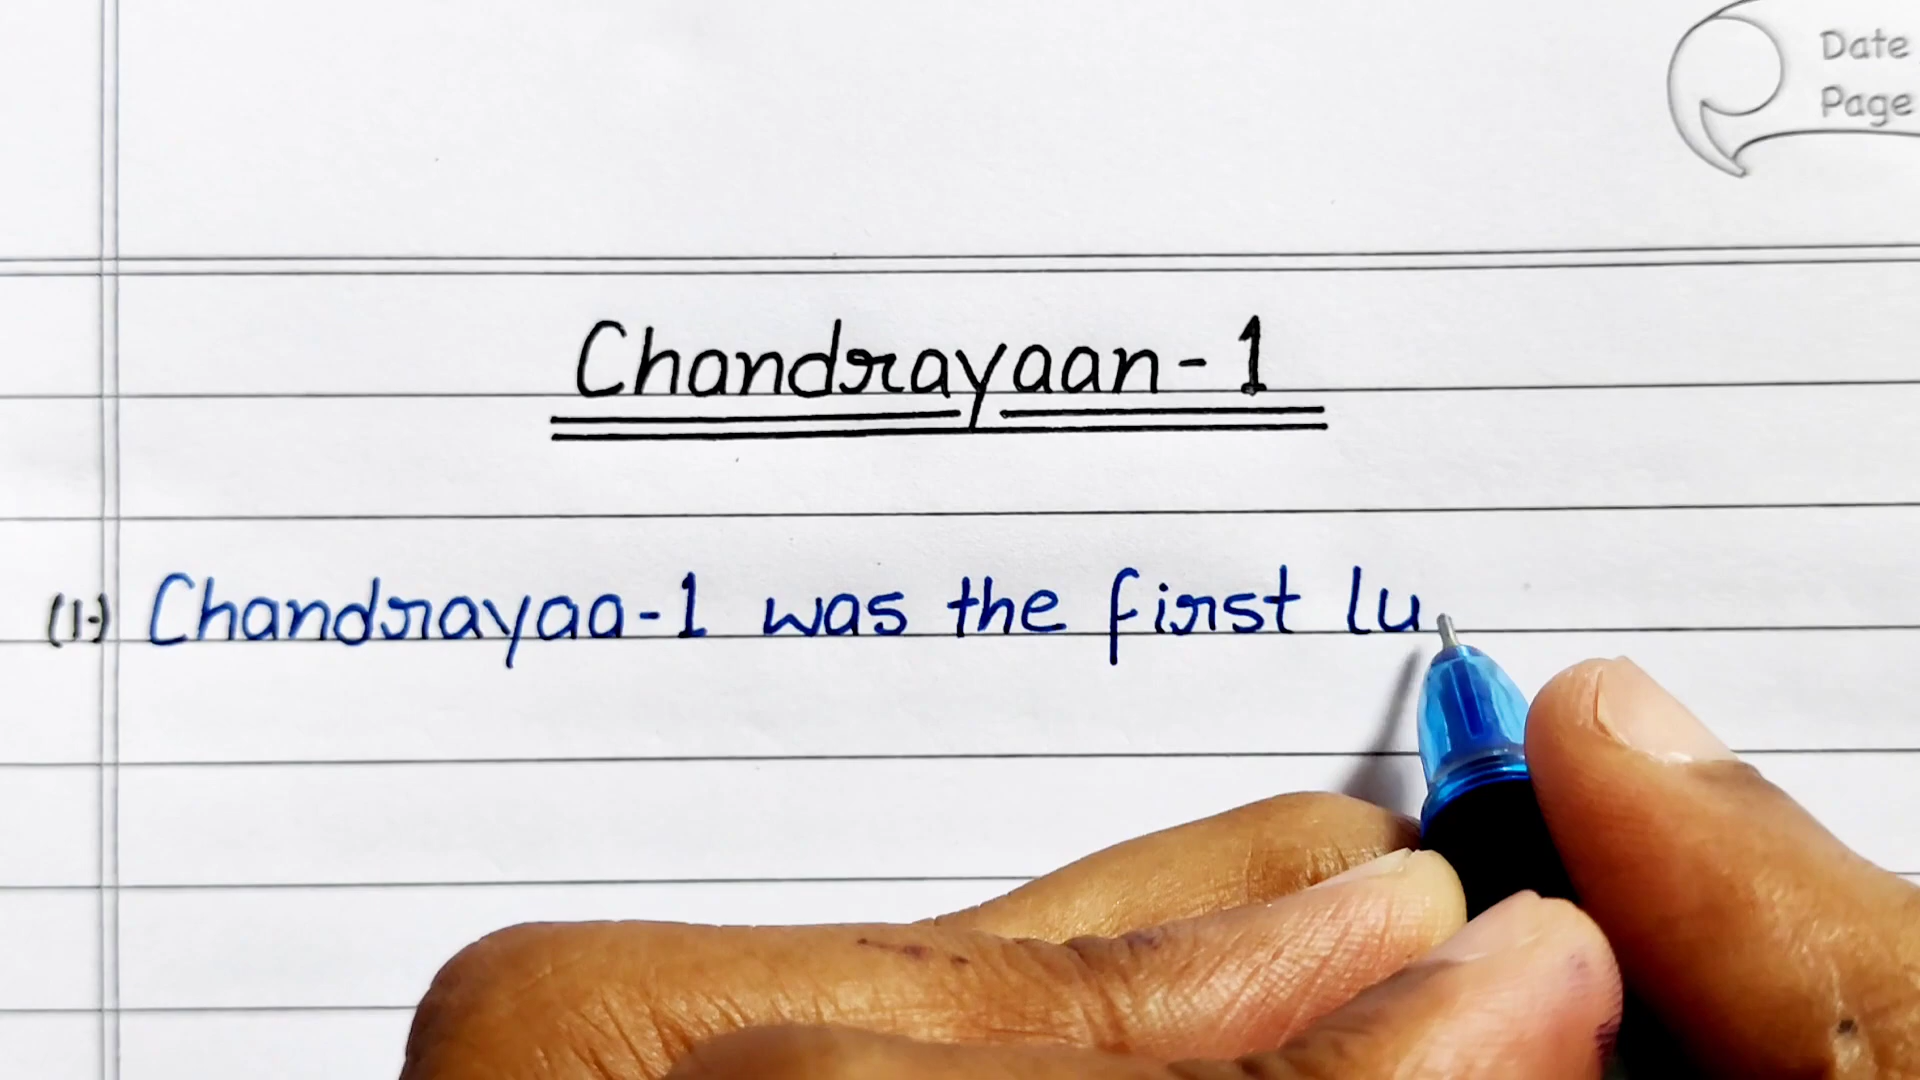 Date
Page
Chandrayaan-1
(1.) Chandrayaa-1 was the first lu